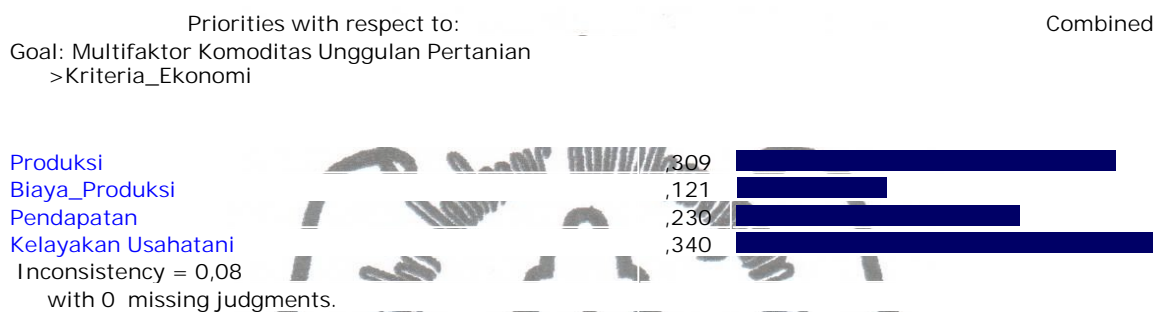 Priorities with respect to: Combined
Goal: Multifaktor Komoditas Unggulan Pertanian
>Kriteria_Ekonomi
Produksi ,309
Biaya_Produksi ,121
Pendapatan ,230
Kelayakan Usahatani ,340
Inconsistency = 0,08
with 0 missing judgments.